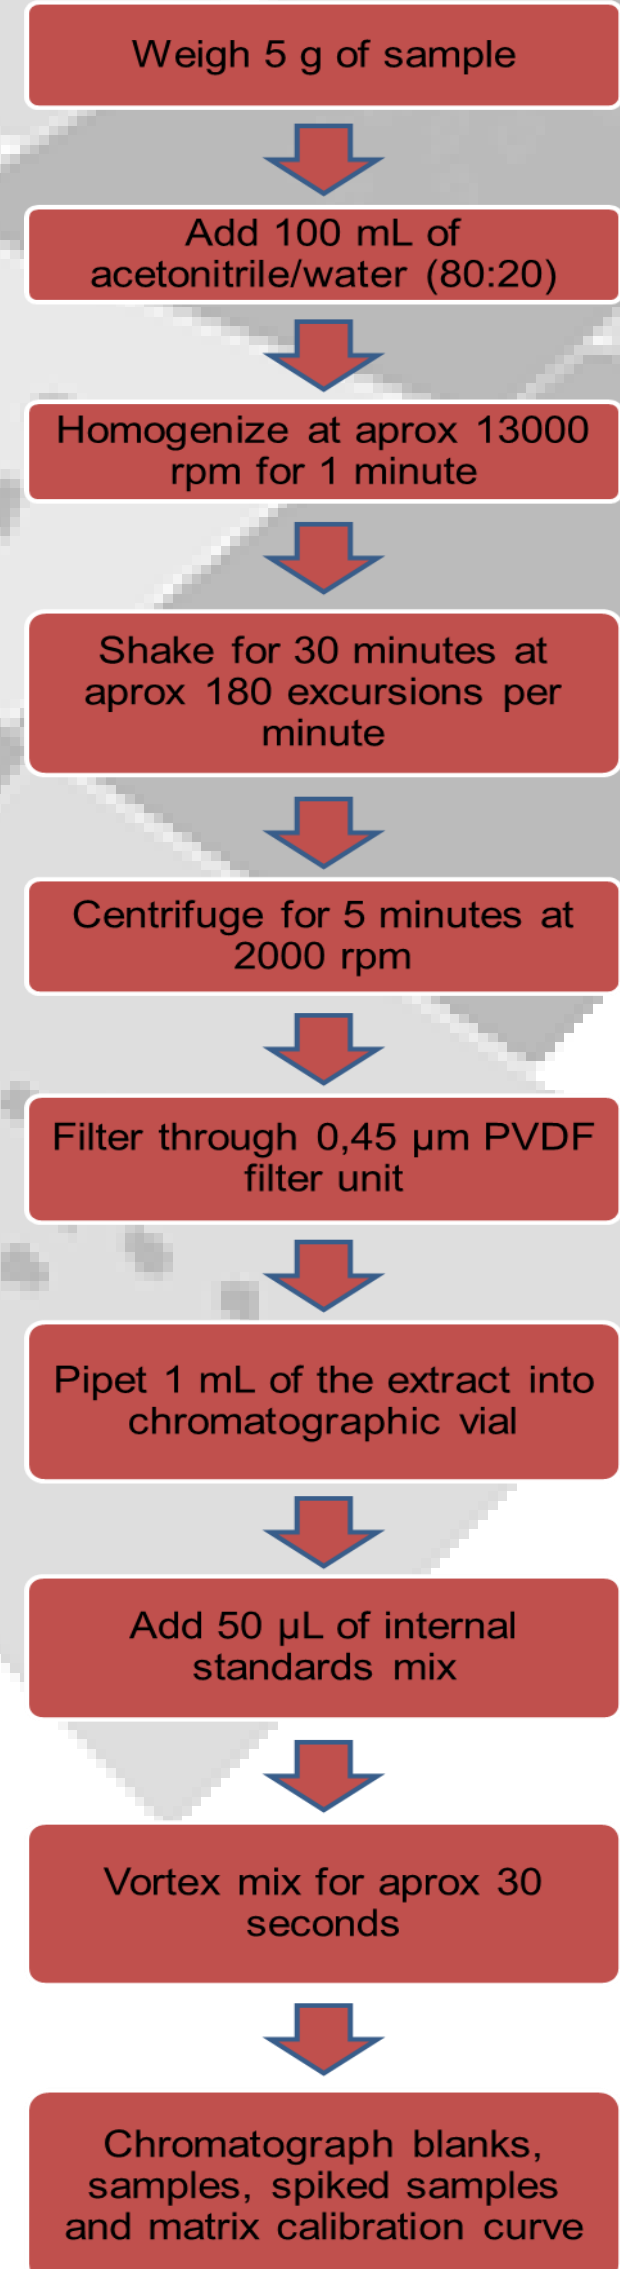 Weigh 5 g of sample
Add 100 mL of
acetonitrile/water (80:20)
Homogenize at aprox 13000
rpm for 1 minute
Shake for 30 minutes at
aprox 180 excursions per
minute
Centrifuge for 5 minutes at
2000 rpm
Filter through 0,45 µm PVDF
filter unit
Pipet 1 mL of the extract into
chromatographic vial
Add 50 µL of internal
standards mix
Vortex mix for aprox 30
seconds
Chromatograph blanks,
samples, spiked samples
and matrix calibration curve